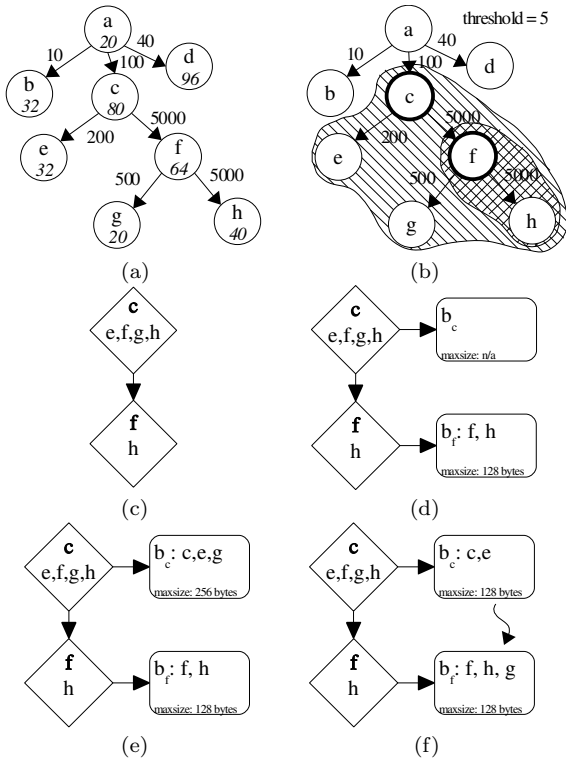 a
20
10
40
100
b
32
d
96
c
80
200
5000
e
32
f
64
500
5000
g
20
h
40
(a)
threshold = 5
a
10
40
100
b
d
c
200
5000
e
f
500
5000
g
h
(b)
c
e,f,g,h
f
h
(c)
c
e,f,g,h
b c
maxsize: n/a
f
h
b f: f, h
maxsize: 128 bytes
(d)
c
e,f,g,h
b c: c,e,g
maxsize: 256 bytes
f
h
b f: f, h
maxsize: 128 bytes
(e)
c
e,f,g,h
b c: c,e
maxsize: 128 bytes
f
h
b f: f, h, g
maxsize: 128 bytes
(f)